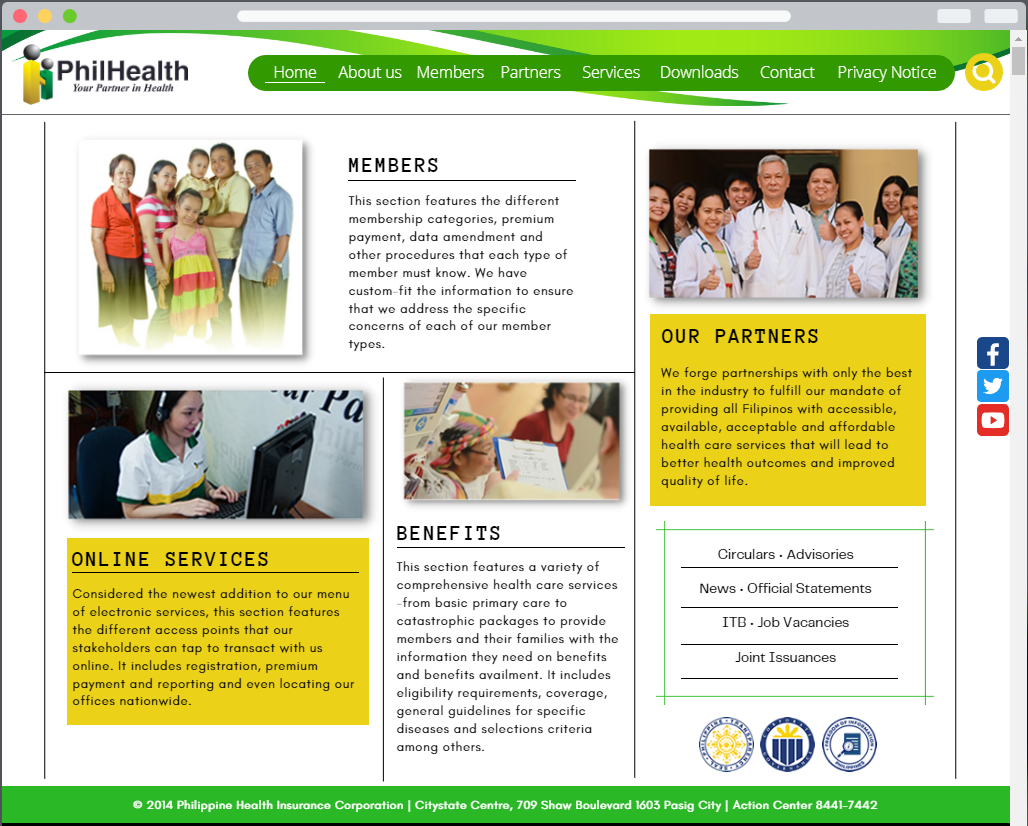 PhilHealth
Your Partner in Health
Home About us Members Partners Services Downloads Contact Privacy Notice
MEMBERS
This section features the different
membership categories, premium
payment, data amendment and
other procedures that each type of
member must know. We have
custom-fit the information to ensure
that we address the specific
concerns of each of our member
types.
OUR PARTNERS
We forge partnerships with only the best
in the industry to fulfill our mandate of
providing all Filipinos with accessible,
available, acceptable and affordable
health care services that will lead to
better health outcomes and improved
quality of life.
ONLINE SERVICES
Considered the newest addition to our menu
of electronic services, this section features
the different access points that our
stakeholders can tap to transact with us
online. It includes registration, premium
payment and reporting and even locating our
offices nationwide.
BENEFITS
This section features a variety of
comprehensive health care services
-from basic primary care to
catastrophic packages to provide
members and their families with the
information they need on benefits
and benefits availment. It includes
eligibility requirements, coverage,
general guidelines for specific
diseases and selections criteria
among others.
Circulars • Advisories
News • Official Statements
ITB • Job Vacancies
Joint Issuances
PHILIPPINE TRANSPARENCY SEAL
FREEDOM OF INFORMATION
PHILIPPINES
© 2014 Philippine Health Insurance Corporation | Citystate Centre, 709 Shaw Boulevard 1603 Pasig City | Action Center 8441-7442